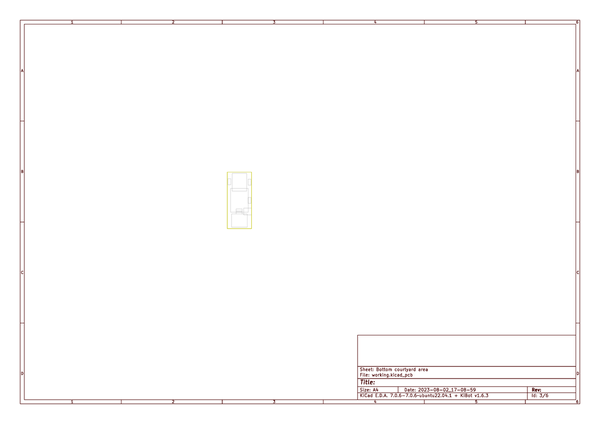 1 2 3 4 5 6
A A
B B
C C
Sheet: Bottom courtyard area
File: working.kicad_pcb
D D
Title:
Size: A4 Date: 2023-08-02_17-08-59 Rev:
KiCad E.D.A. 7.0.6-7.0.6~ubuntu22.04.1 + KiBot v1.6.3 Id: 3/6
1 2 3 4 5 6